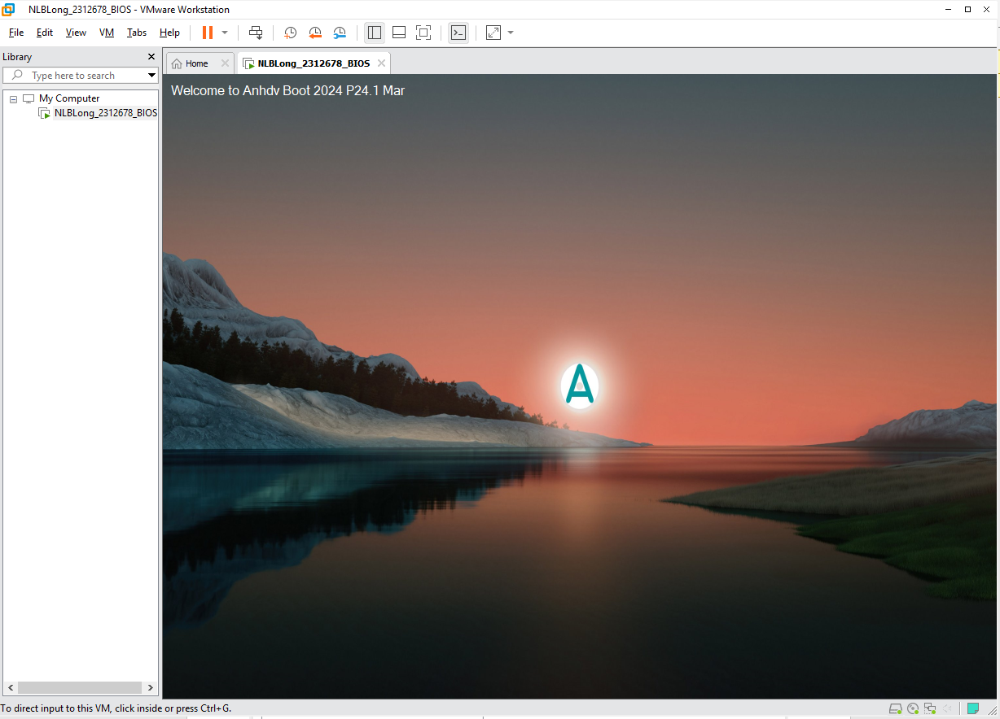 NLBLong_2312678_BIOS - VMware Workstation
File Edit View VM Tabs Help
Library
Type here to search
My Computer
NLBLong_2312678_BIOS
Home
NLBLong_2312678_BIOS
Welcome to Anhdv Boot 2024 P24.1 Mar
A
To direct input to this VM, click inside or press Ctrl+G.